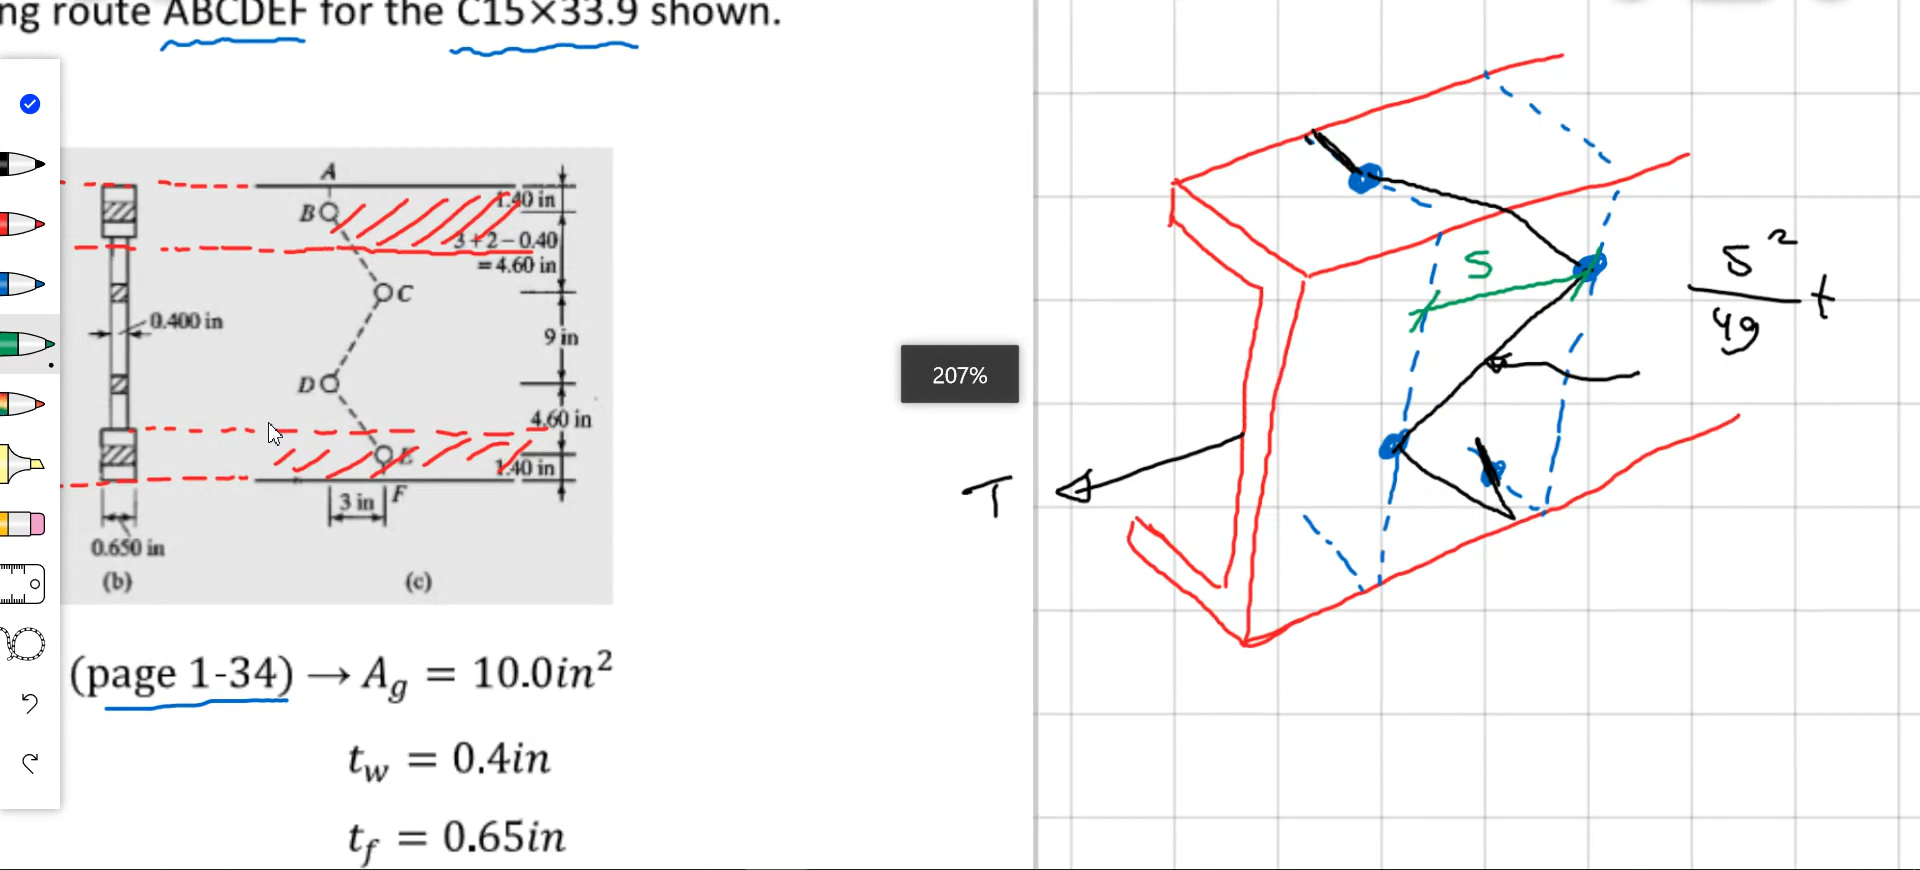 ng route ABCDEF for the C15×33.9 shown.
A
1.40 in
B
3+2−0.40
=4.60 in
C
0.400 in
9 in
D
4.60 in
E
1.40 in
3 in
F
0.650 in
(b)
(c)
(page 1-34) → A_g = 10.0in²
t_w = 0.4in
t_f = 0.65in
207%
S
T
S²
4g
t